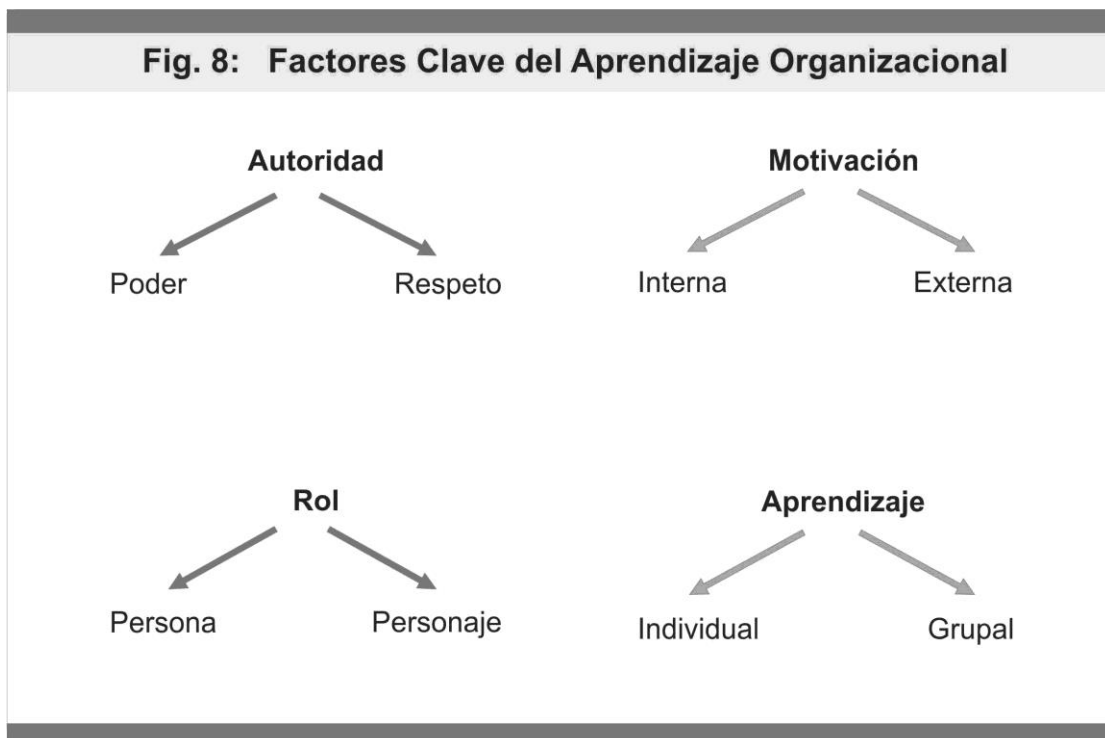 Fig. 8: Factores Clave del Aprendizaje Organizacional
Autoridad
Poder
Respeto
Motivación
Interna
Externa
Rol
Persona
Personaje
Aprendizaje
Individual
Grupal